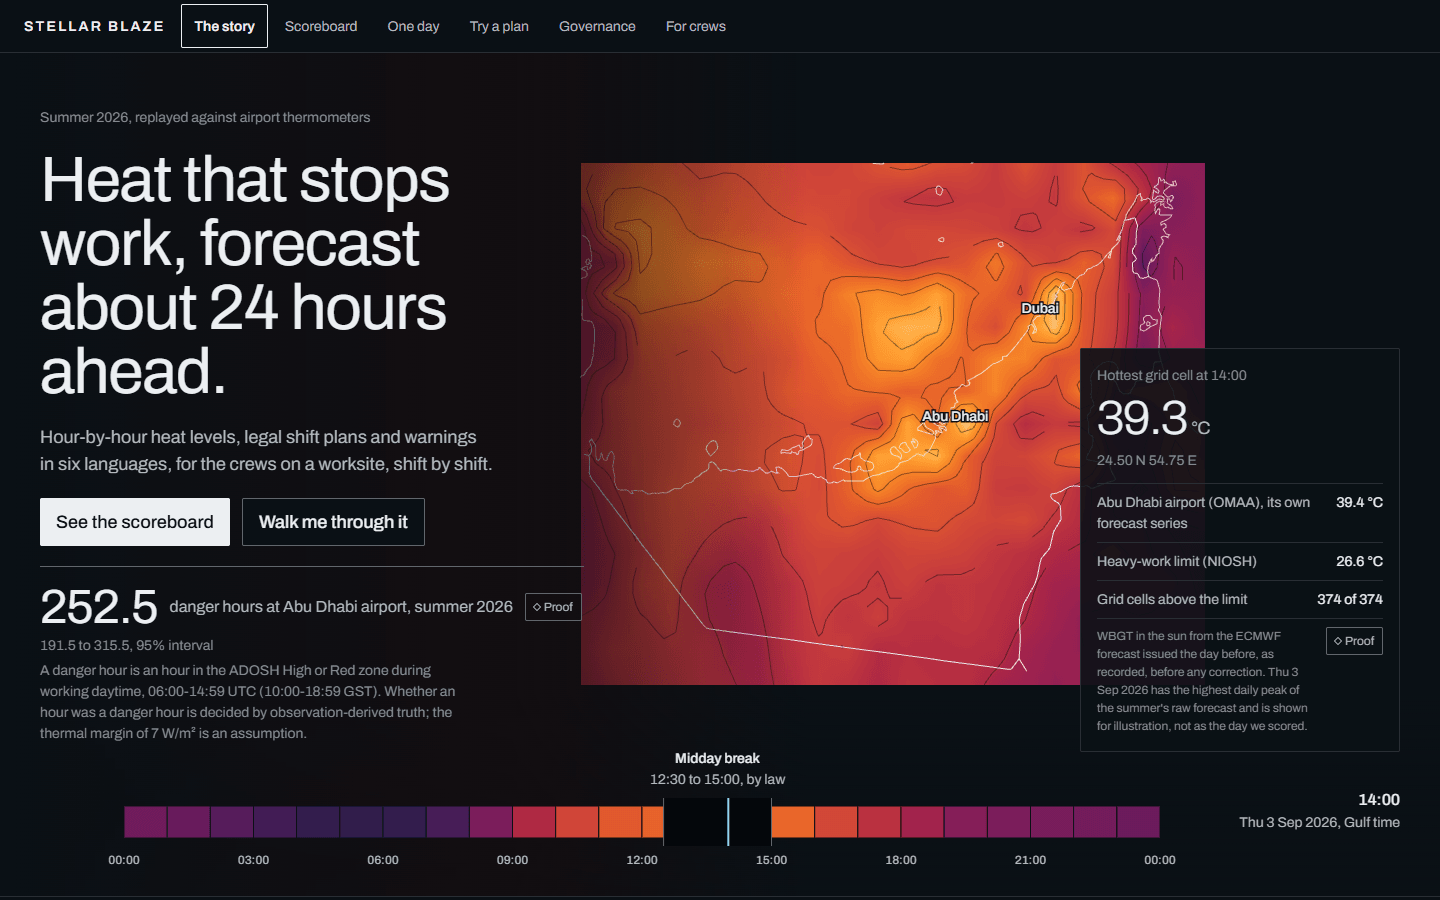 STELLAR BLAZE
The story
Scoreboard
One day
Try a plan
Governance
For crews
Summer 2026, replayed against airport thermometers
Heat that stops
work, forecast
about 24 hours
ahead.
Hour-by-hour heat levels, legal shift plans and warnings
in six languages, for the crews on a worksite, shift by shift.
See the scoreboard
Walk me through it
252.5 danger hours at Abu Dhabi airport, summer 2026 ◇ Proof
191.5 to 315.5, 95% interval
A danger hour is an hour in the ADOSH High or Red zone during
working daytime, 06:00-14:59 UTC (10:00-18:59 GST). Whether an
hour was a danger hour is decided by observation-derived truth; the
thermal margin of 7 W/m² is an assumption.
Dubai
Abu Dhabi
Hottest grid cell at 14:00
39.3 °C
24.50 N 54.75 E
Abu Dhabi airport (OMAA), its own 39.4 °C
forecast series
Heavy-work limit (NIOSH) 26.6 °C
Grid cells above the limit 374 of 374
WBGT in the sun from the ECMWF ◇ Proof
forecast issued the day before, as
recorded, before any correction. Thu 3
Sep 2026 has the highest daily peak of
the summer's raw forecast and is shown
for illustration, not as the day we scored.
Midday break
12:30 to 15:00, by law
14:00
Thu 3 Sep 2026, Gulf time
00:00 03:00 06:00 09:00 12:00 15:00 18:00 21:00 00:00